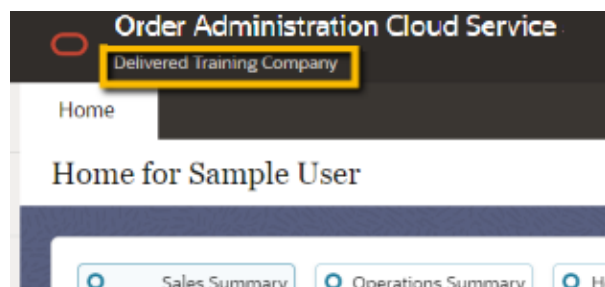 Order Administration Cloud Service
Delivered Training Company
Home
Home for Sample User
Sales Summary Operations Summary